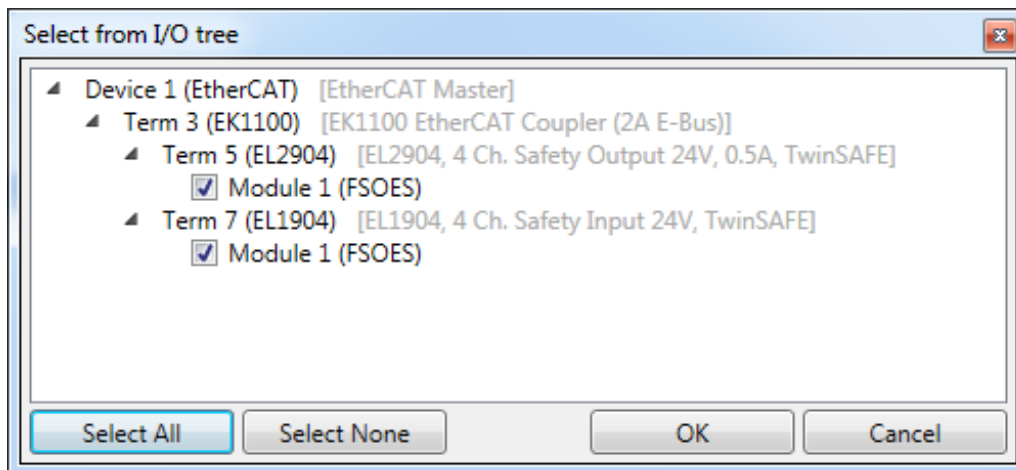 Select from I/O tree
Device 1 (EtherCAT) [EtherCAT Master]
Term 3 (EK1100) [EK1100 EtherCAT Coupler (2A E-Bus)]
Term 5 (EL2904) [EL2904, 4 Ch. Safety Output 24V, 0.5A, TwinSAFE]
Module 1 (FSOES)
Term 7 (EL1904) [EL1904, 4 Ch. Safety Input 24V, TwinSAFE]
Module 1 (FSOES)
Select All Select None OK Cancel